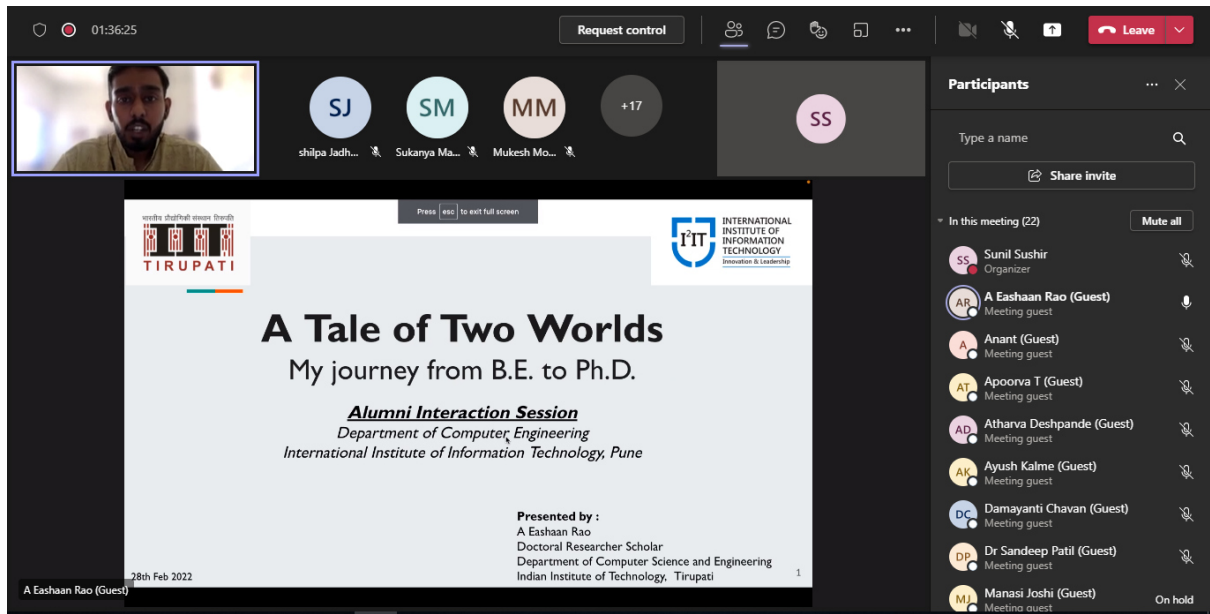 01:36:25
Request control
Leave
SJ
SM
MM
+17
SS
shilpa Jadh...
Sukanya Ma...
Mukesh Mo...
Participants
Type a name
Share invite
In this meeting (22)
Mute all
SS
Sunil Sushir
Organizer
AR
A Eashaan Rao (Guest)
Meeting guest
A
Anant (Guest)
Meeting guest
AT
Apoorva T (Guest)
Meeting guest
AD
Atharva Deshpande (Guest)
Meeting guest
AK
Ayush Kalme (Guest)
Meeting guest
DC
Damayanti Chavan (Guest)
Meeting guest
DP
Dr Sandeep Patil (Guest)
Meeting guest
MJ
Manasi Joshi (Guest)
On hold
Meeting guest
Press esc to exit full screen
भारतीय प्रौद्योगिकी संस्थान तिरुपति
TIRUPATI
I²IT
INTERNATIONAL
INSTITUTE OF
INFORMATION
TECHNOLOGY
Innovation & Leadership
A Tale of Two Worlds
My journey from B.E. to Ph.D.
Alumni Interaction Session
Department of Computer Engineering
International Institute of Information Technology, Pune
Presented by :
A Eashaan Rao
Doctoral Researcher Scholar
Department of Computer Science and Engineering
Indian Institute of Technology, Tirupati
28th Feb 2022
1
A Eashaan Rao (Guest)